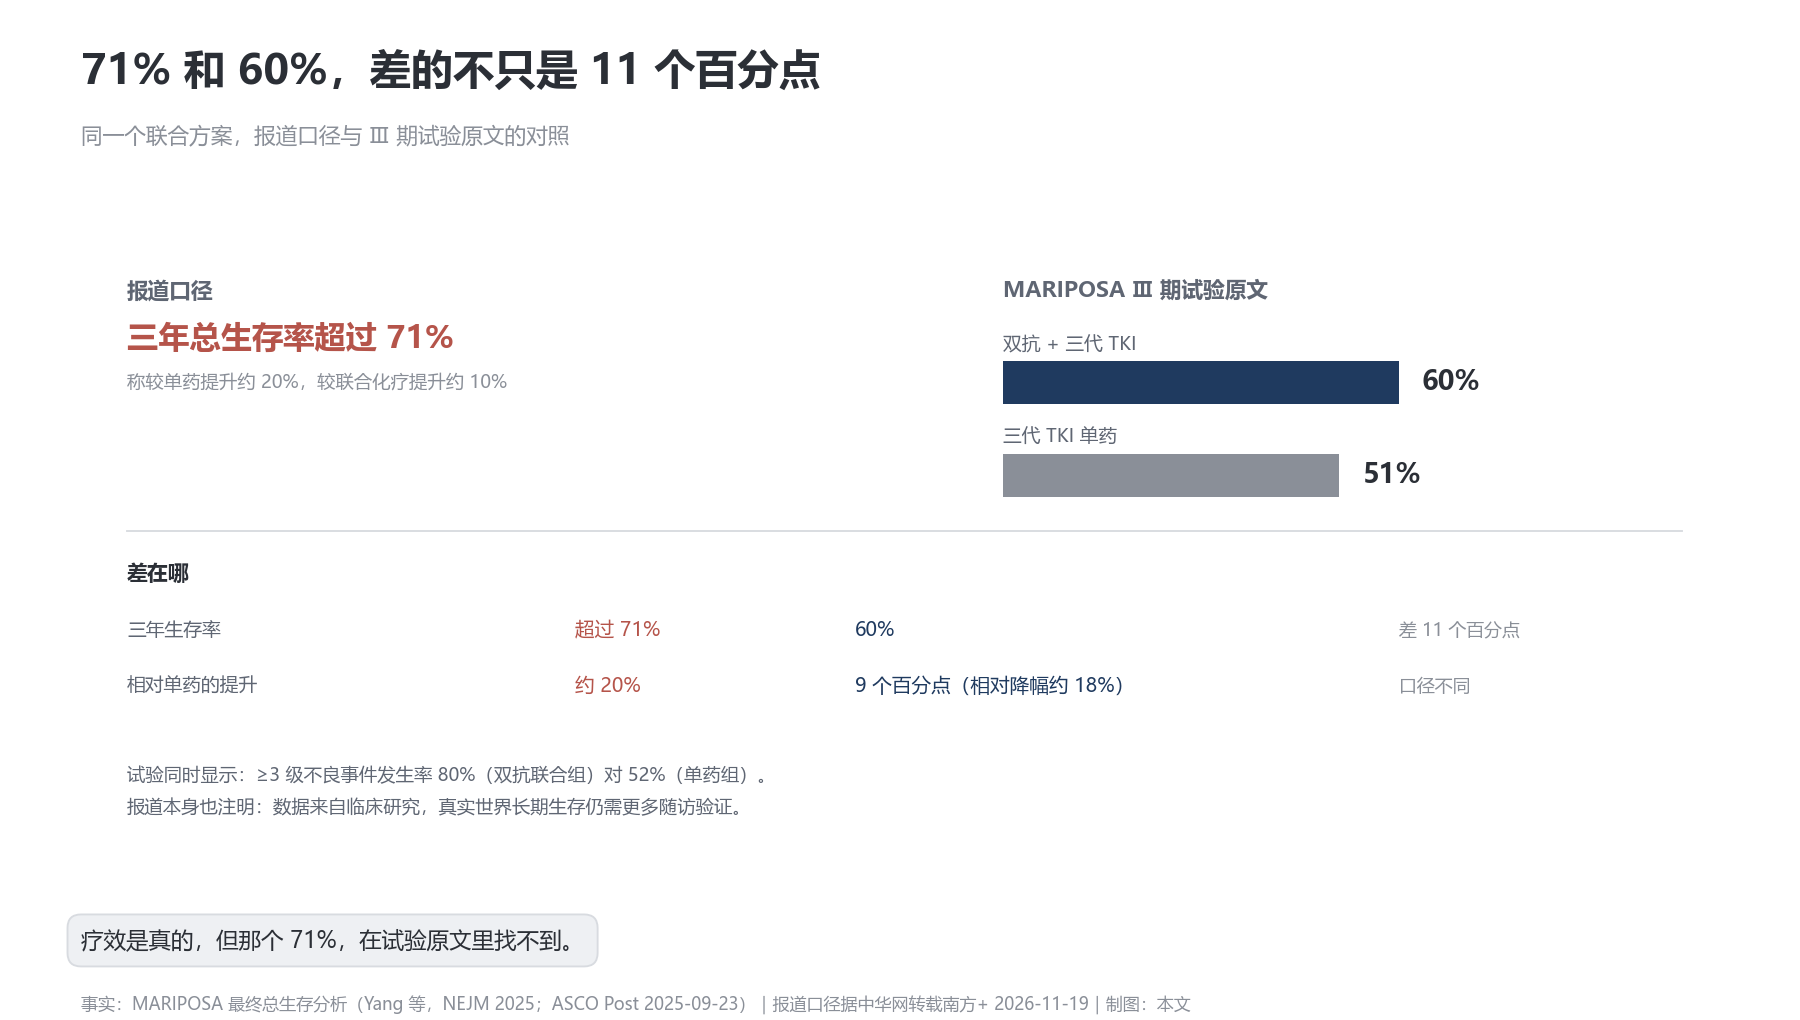 71% 和 60%，差的不只是 11 个百分点
同一个联合方案，报道口径与 Ⅲ 期试验原文的对照
报道口径
三年总生存率超过 71%
称较单药提升约 20%，较联合化疗提升约 10%
MARIPOSA Ⅲ 期试验原文
双抗 + 三代 TKI
60%
三代 TKI 单药
51%
差在哪
三年生存率 超过 71% 60% 差 11 个百分点
相对单药的提升 约 20% 9 个百分点（相对降幅约 18%） 口径不同
试验同时显示：≥3 级不良事件发生率 80%（双抗联合组）对 52%（单药组）。
报道本身也注明：数据来自临床研究，真实世界长期生存仍需更多随访验证。
疗效是真的，但那个 71%，在试验原文里找不到。
事实：MARIPOSA 最终总生存分析（Yang 等，NEJM 2025；ASCO Post 2025-09-23）｜报道口径据中华网转载南方+ 2026-11-19｜制图：本文